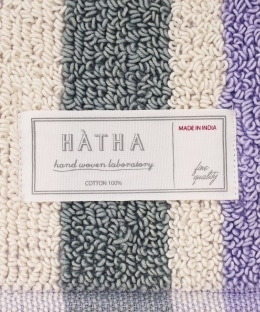 HÀTHA
hand woven laboratory
COTTON 100%
MADE IN INDIA
fine
quality